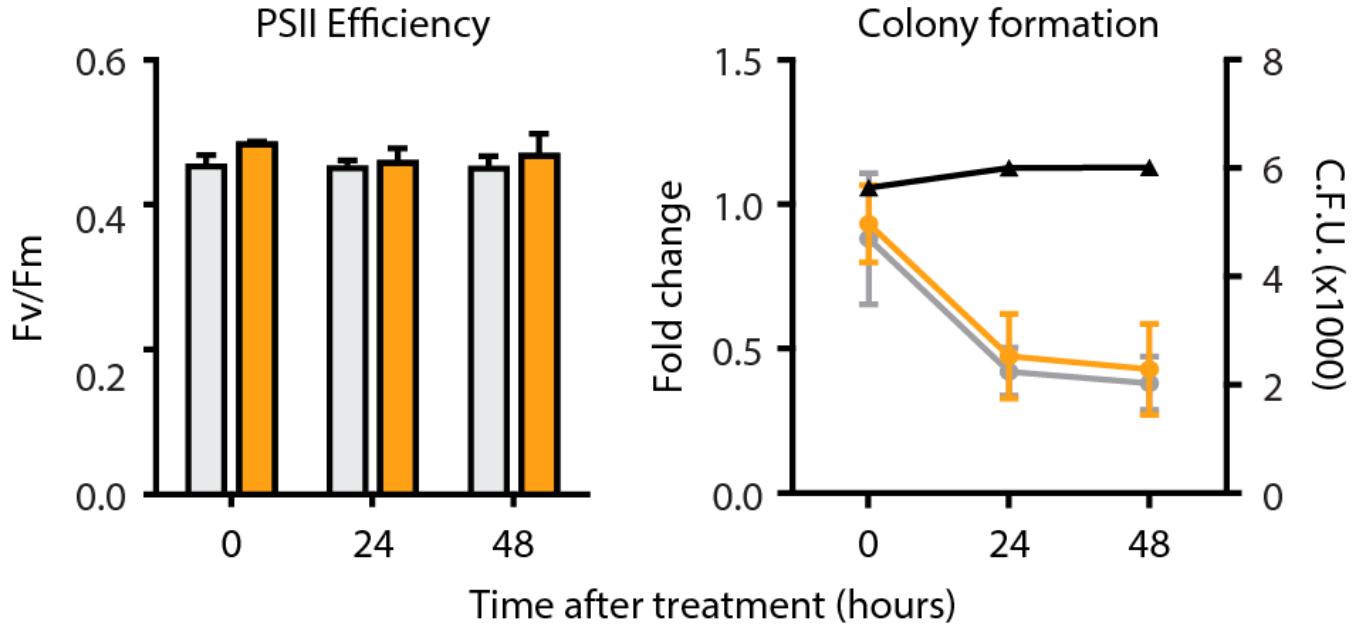 PSII Efficiency
Fv/Fm
0.6
0.4
0.2
0.0
0 24 48
Colony formation
Fold change
1.5
1.0
0.5
0.0
8
6
4
2
0
C.F.U. (x1000)
0 24 48
Time after treatment (hours)